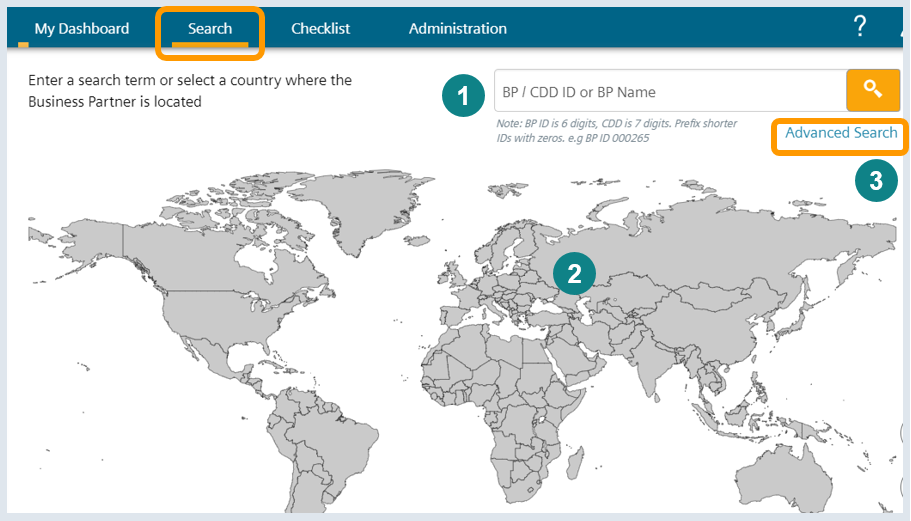 My Dashboard Search Checklist Administration ?
Enter a search term or select a country where the
Business Partner is located
1
BP / CDD ID or BP Name
Note: BP ID is 6 digits, CDD is 7 digits. Prefix shorter
IDs with zeros. e.g BP ID 000265
Advanced Search
3
2